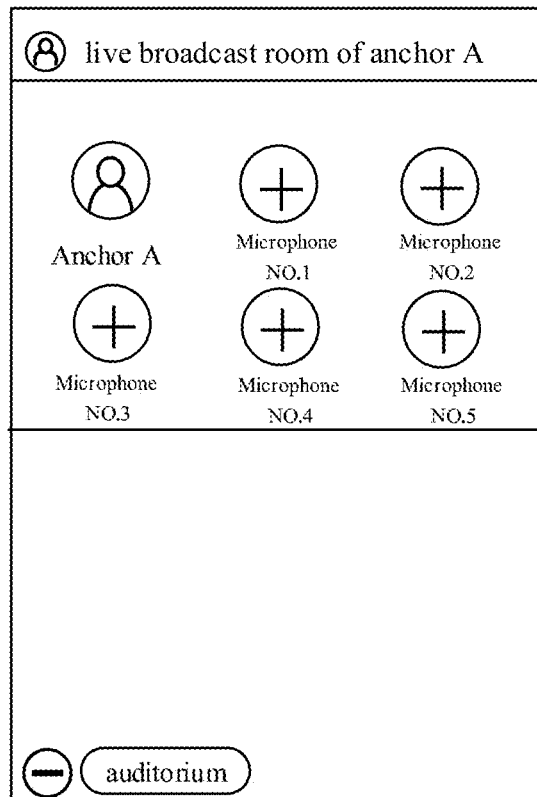 live broadcast room of anchor A
Anchor A
Microphone
NO.1
Microphone
NO.2
Microphone
NO.3
Microphone
NO.4
Microphone
NO.5
auditorium